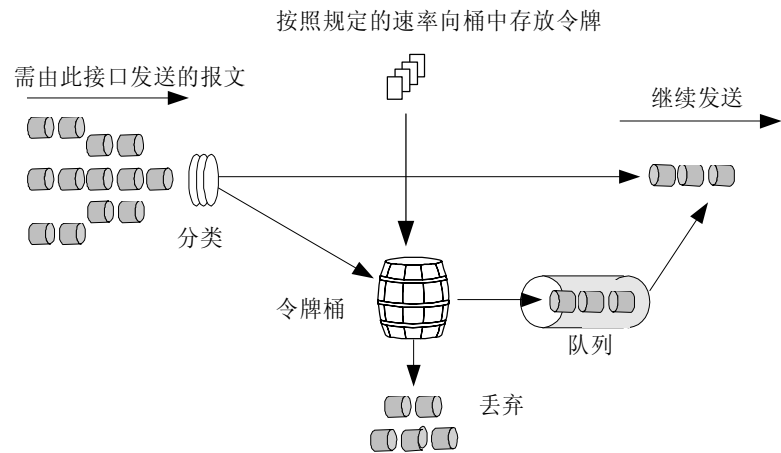 按照规定的速率向桶中存放令牌
需由此接口发送的报文
继续发送
分类
令牌桶
队列
丢弃